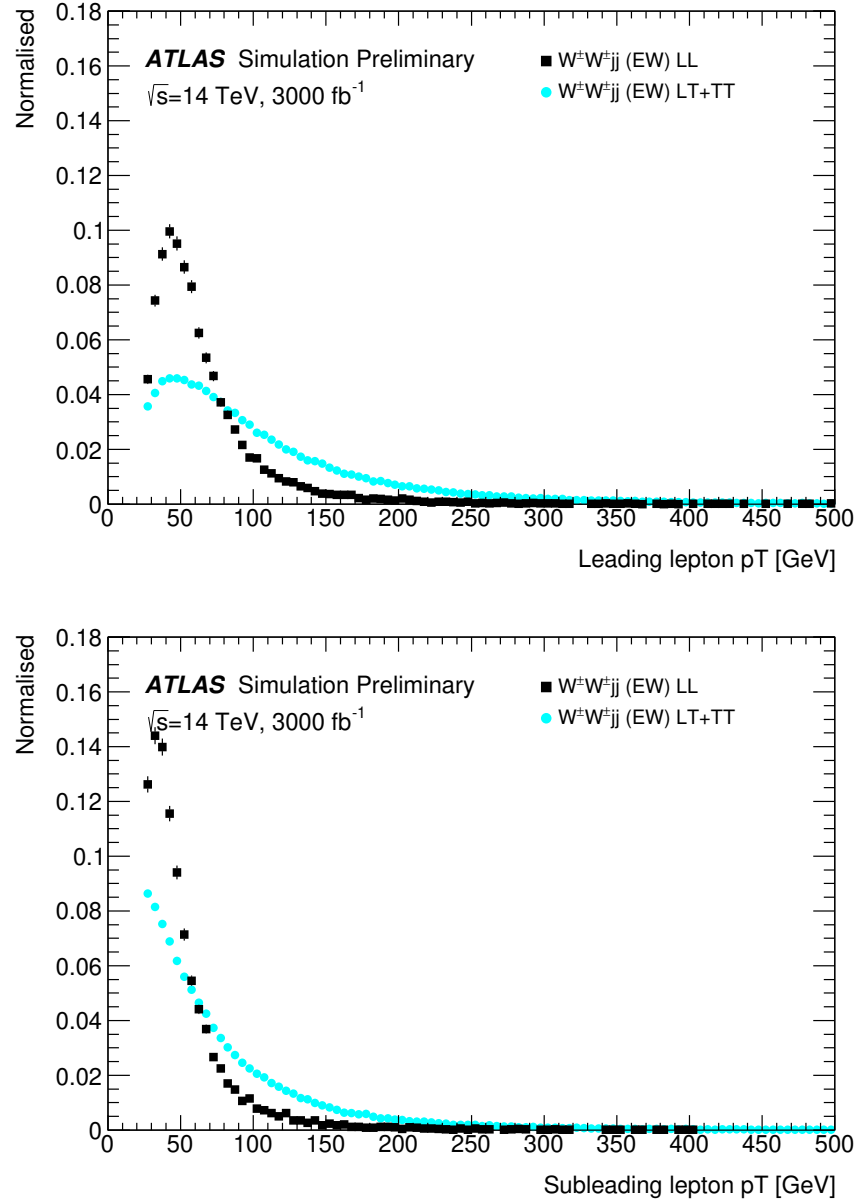 Normalised
0.18
0.16
0.14
0.12
0.1
0.08
0.06
0.04
0.02
0
ATLAS Simulation Preliminary
√s=14 TeV, 3000 fb⁻¹
W±W±jj (EW) LL
W±W±jj (EW) LT+TT
0 50 100 150 200 250 300 350 400 450 500
Leading lepton pT [GeV]
Normalised
0.18
0.16
0.14
0.12
0.1
0.08
0.06
0.04
0.02
0
ATLAS Simulation Preliminary
√s=14 TeV, 3000 fb⁻¹
W±W±jj (EW) LL
W±W±jj (EW) LT+TT
0 50 100 150 200 250 300 350 400 450 500
Subleading lepton pT [GeV]